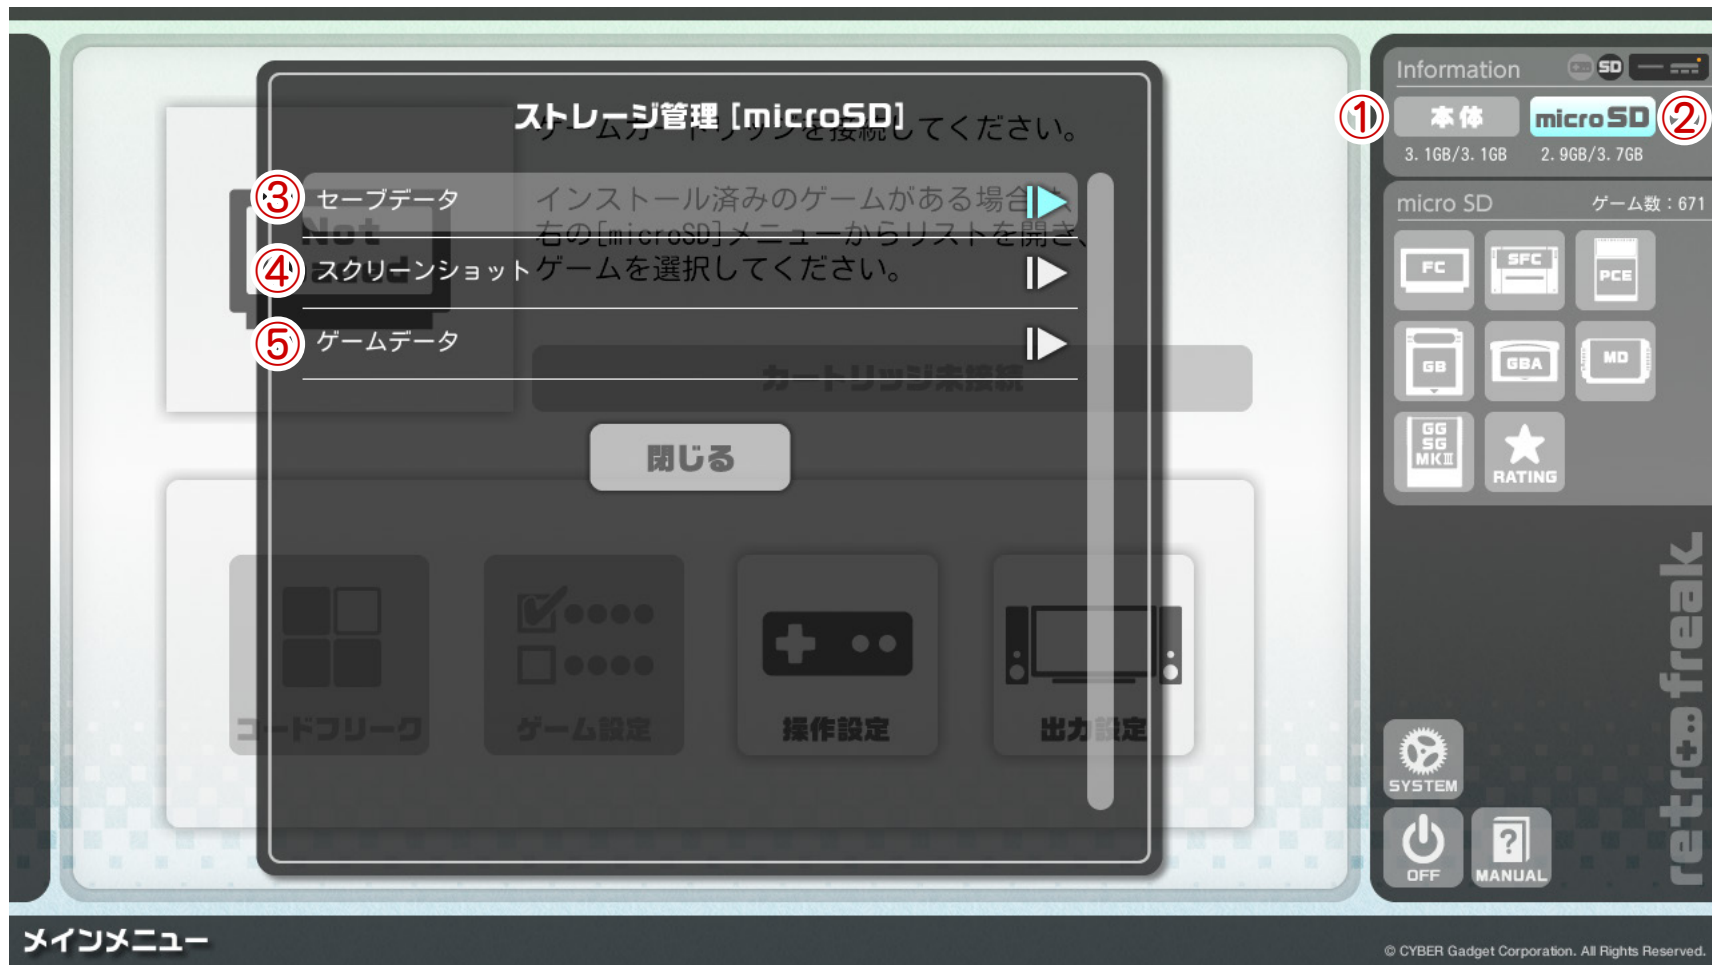 ストレージ管理 [microSD]
ゲームカートリッジを接続してください。
③ セーブデータ
インストール済みのゲームがある場合は、
右の[microSD]メニューからリストを開き、
ゲームを選択してください。
Not
④ スクリーンショット
⑤ ゲームデータ
カートリッジ未接続
閉じる
コードフリーク
ゲーム設定
操作設定
出力設定
Information
SD
① 本体
microSD ②
3.1GB/3.1GB
2.9GB/3.7GB
micro SD
ゲーム数：671
FC
SFC
PCE
GB
GBA
MD
GG
SG
MKⅢ
RATING
retro freak
SYSTEM
OFF
?
MANUAL
メインメニュー
© CYBER Gadget Corporation. All Rights Reserved.